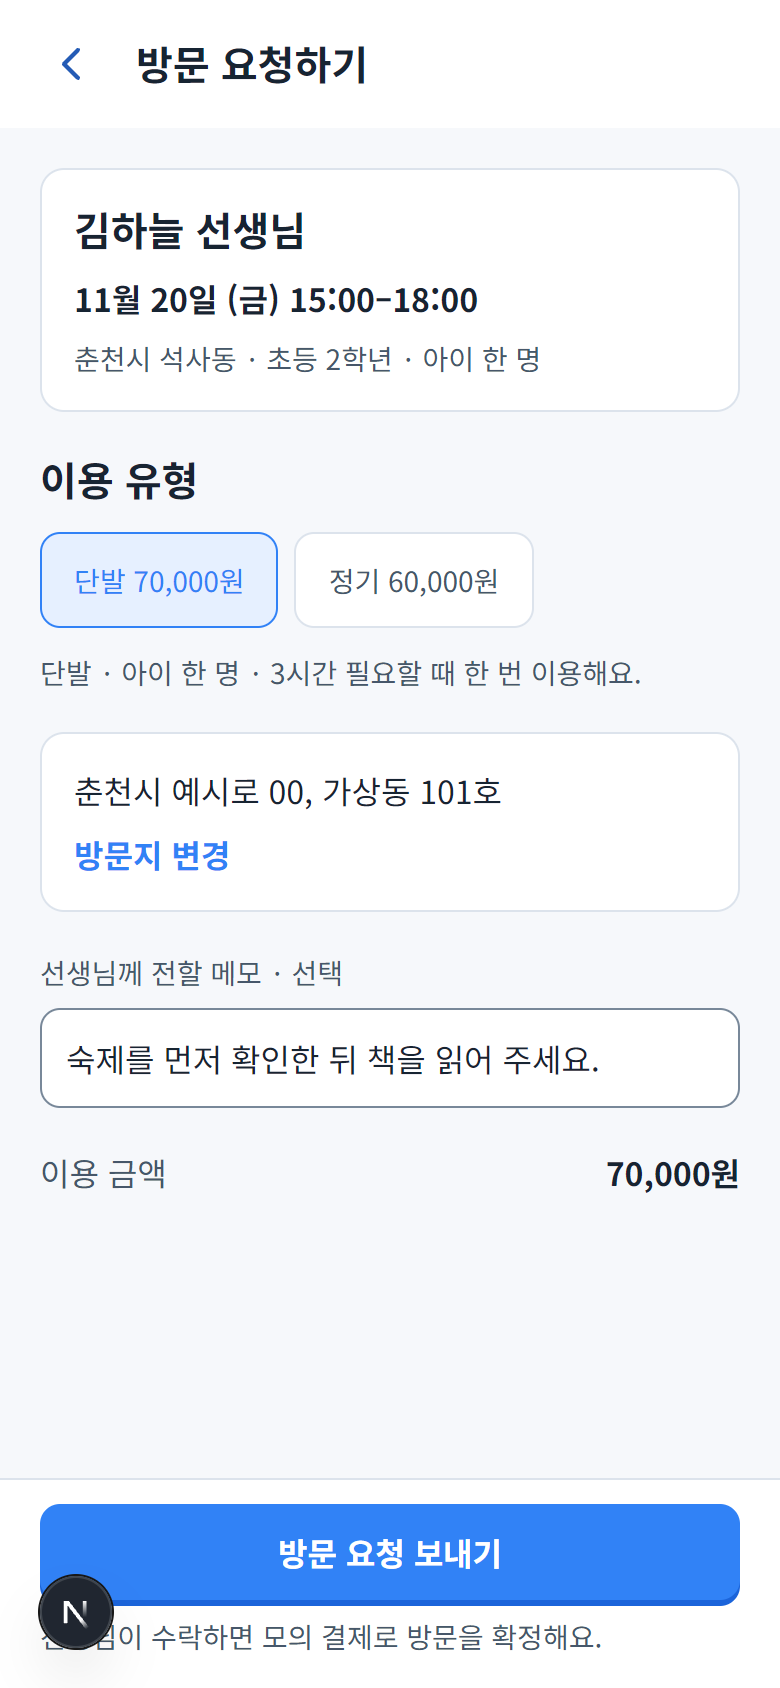 방문 요청하기
김하늘 선생님
11월 20일 (금) 15:00–18:00
춘천시 석사동 · 초등 2학년 · 아이 한 명
이용 유형
단발 70,000원
정기 60,000원
단발 · 아이 한 명 · 3시간 필요할 때 한 번 이용해요.
춘천시 예시로 00, 가상동 101호
방문지 변경
선생님께 전할 메모 · 선택
숙제를 먼저 확인한 뒤 책을 읽어 주세요.
이용 금액
70,000원
방문 요청 보내기
N
수락하면 모의 결제로 방문을 확정해요.